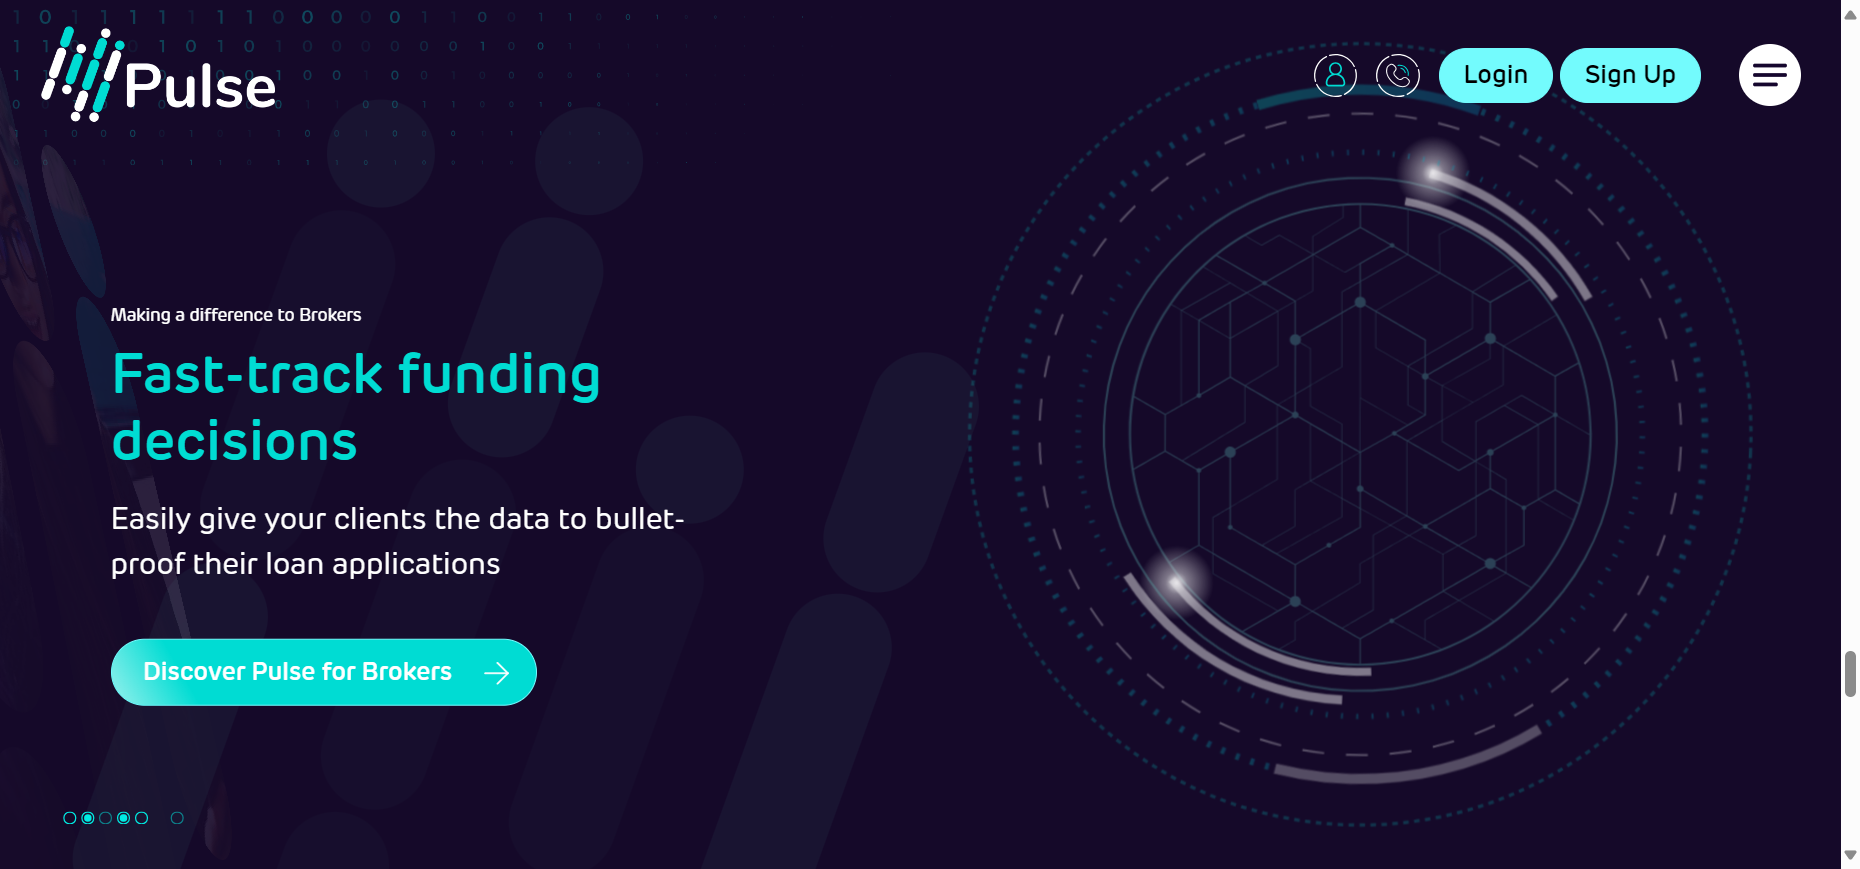 Pulse
Login
Sign Up
Making a difference to Brokers
Fast-track funding
decisions
Easily give your clients the data to bullet-
proof their loan applications
Discover Pulse for Brokers